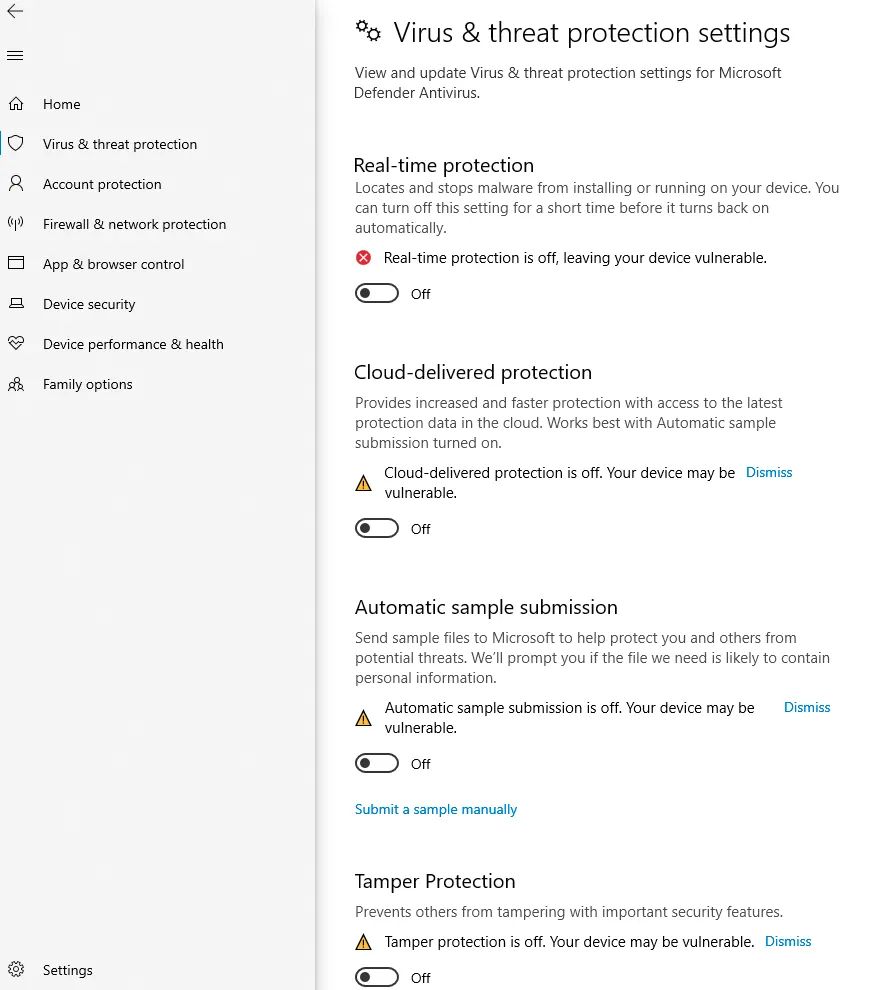 Home
Virus & threat protection
Account protection
Firewall & network protection
App & browser control
Device security
Device performance & health
Family options
Settings
Virus & threat protection settings
View and update Virus & threat protection settings for Microsoft
Defender Antivirus.
Real-time protection
Locates and stops malware from installing or running on your device. You
can turn off this setting for a short time before it turns back on
automatically.
Real-time protection is off, leaving your device vulnerable.
Off
Cloud-delivered protection
Provides increased and faster protection with access to the latest
protection data in the cloud. Works best with Automatic sample
submission turned on.
Cloud-delivered protection is off. Your device may be Dismiss
vulnerable.
Off
Automatic sample submission
Send sample files to Microsoft to help protect you and others from
potential threats. We’ll prompt you if the file we need is likely to contain
personal information.
Automatic sample submission is off. Your device may be Dismiss
vulnerable.
Off
Submit a sample manually
Tamper Protection
Prevents others from tampering with important security features.
Tamper protection is off. Your device may be vulnerable. Dismiss
Off